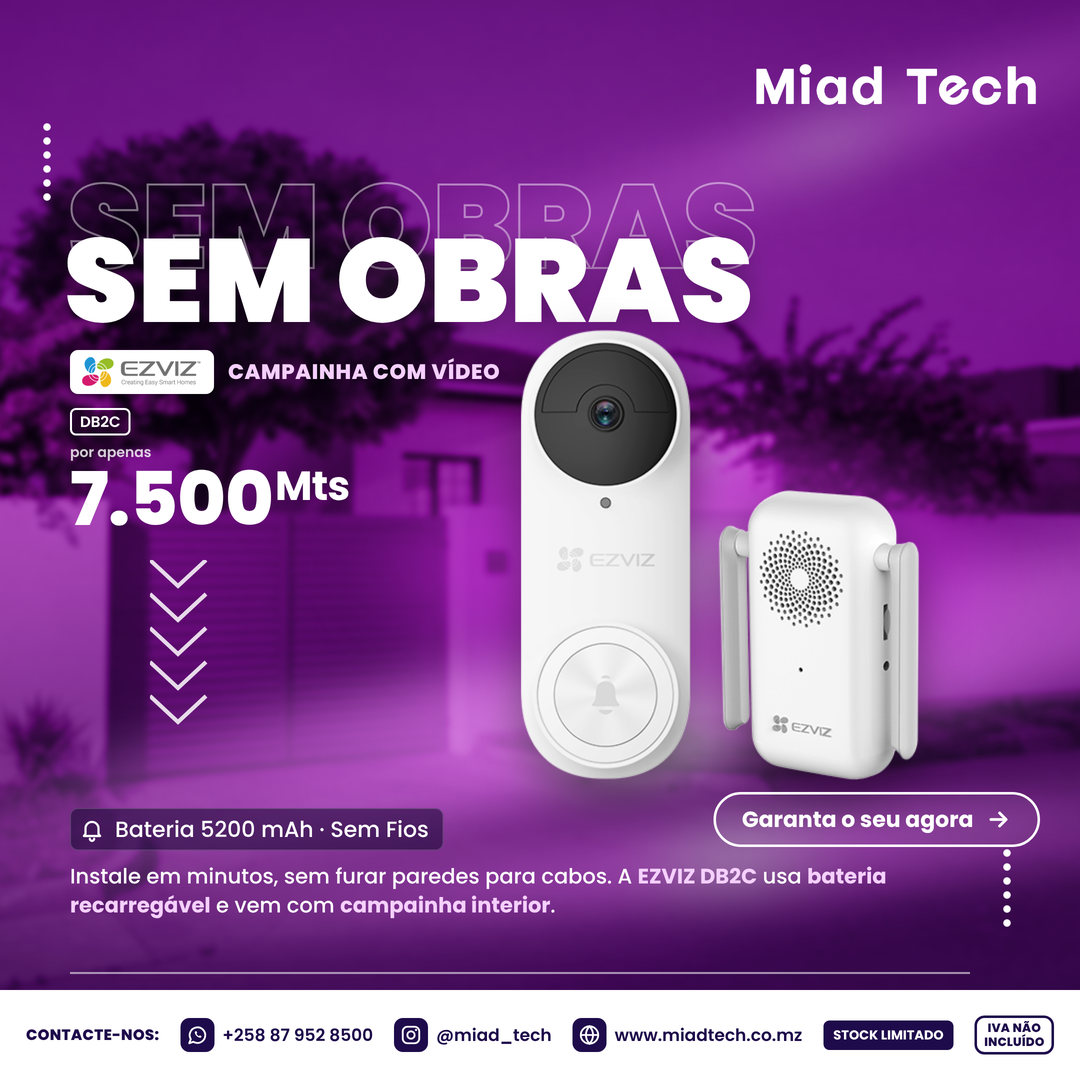 Miad Tech
SEM OBRAS
SEM OBRAS
EZVIZ
Creating Easy Smart Homes
CAMPAINHA COM VÍDEO
DB2C
por apenas
7.500Mts
EZVIZ
EZVIZ
Bateria 5200 mAh · Sem Fios
Garanta o seu agora →
Instale em minutos, sem furar paredes para cabos. A EZVIZ DB2C usa bateria
recarregável e vem com campainha interior.
CONTACTE-NOS: +258 87 952 8500 @miad_tech www.miadtech.co.mz STOCK LIMITADO
IVA NÃO
INCLUÍDO